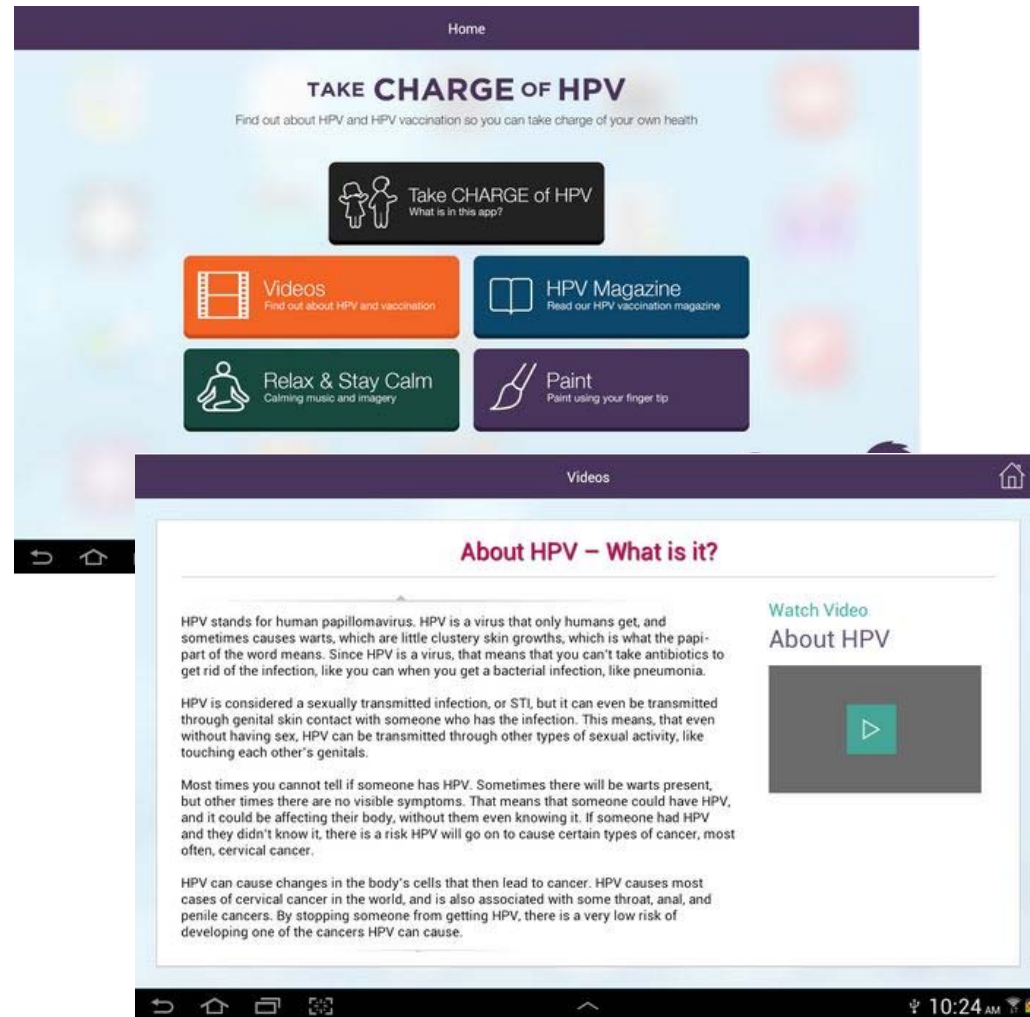 Home
TAKE CHARGE OF HPV
Find out about HPV and HPV vaccination so you can take charge of your own health
Take CHARGE of HPV
What is in this app?
Videos
Find out about HPV and vaccination
HPV Magazine
Read our HPV vaccination magazine
Relax & Stay Calm
Calming music and imagery
Paint
Paint using your finger tip
Videos
About HPV – What is it?
HPV stands for human papillomavirus. HPV is a virus that only humans get, and
sometimes causes warts, which are little clustery skin growths, which is what the papi-
part of the word means. Since HPV is a virus, that means that you can't take antibiotics to
get rid of the infection, like you can when you get a bacterial infection, like pneumonia.
HPV is considered a sexually transmitted infection, or STI, but it can even be transmitted
through genital skin contact with someone who has the infection. This means, that even
without having sex, HPV can be transmitted through other types of sexual activity, like
touching each other's genitals.
Most times you cannot tell if someone has HPV. Sometimes there will be warts present,
but other times there are no visible symptoms. That means that someone could have HPV,
and it could be affecting their body, without them even knowing it. If someone had HPV
and they didn't know it, there is a risk HPV will go on to cause certain types of cancer, most
often, cervical cancer.
HPV can cause changes in the body's cells that then lead to cancer. HPV causes most
cases of cervical cancer in the world, and is also associated with some throat, anal, and
penile cancers. By stopping someone from getting HPV, there is a very low risk of
developing one of the cancers HPV can cause.
Watch Video
About HPV
10:24 AM